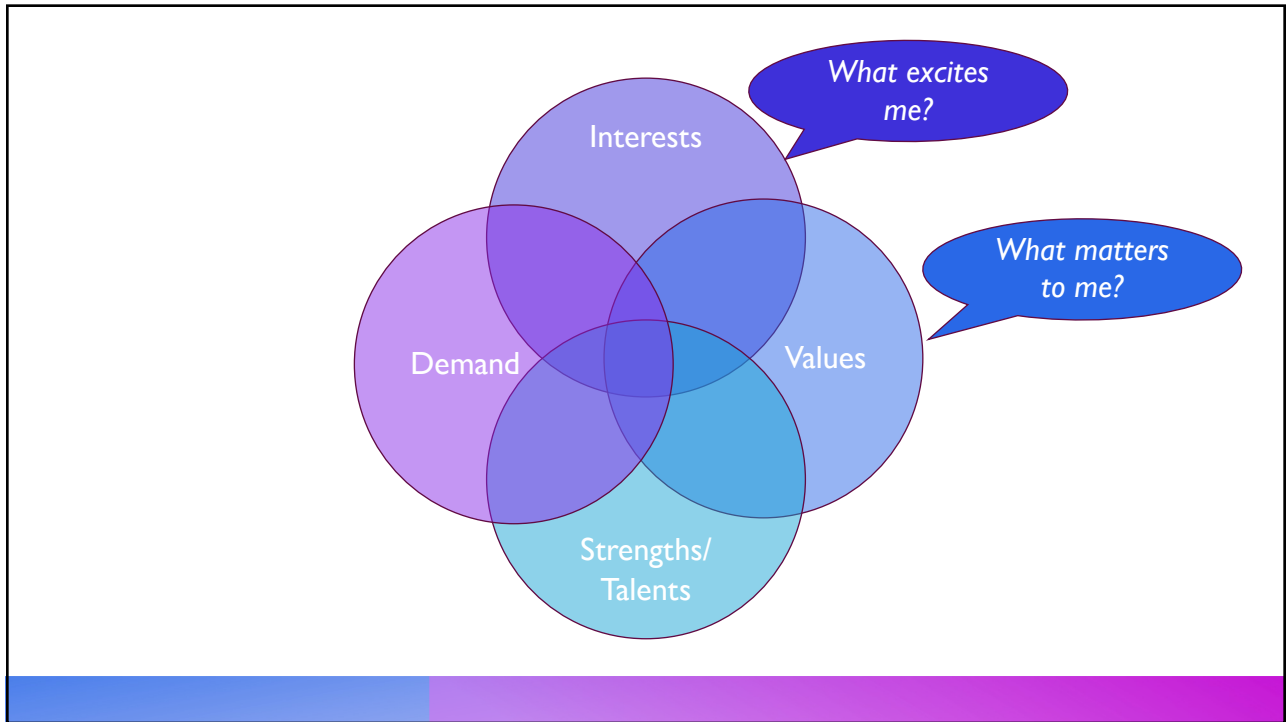 What excites
me?
Interests
What matters
to me?
Demand
Values
Strengths/
Talents